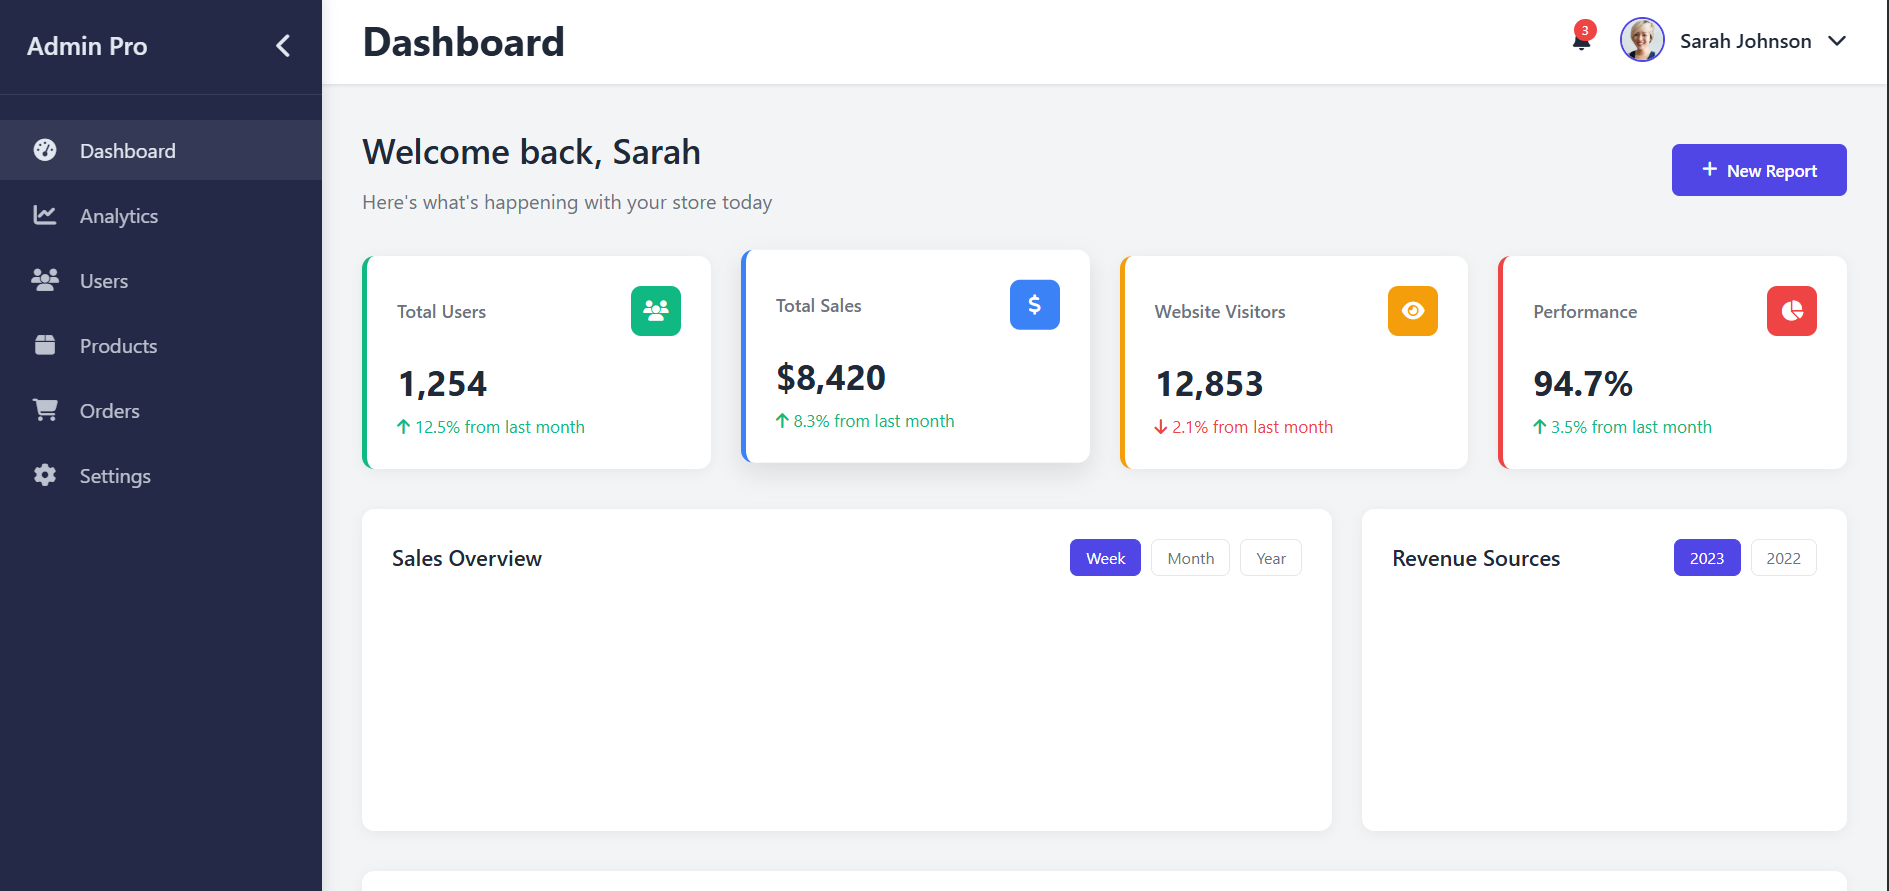 Admin Pro
Dashboard
Analytics
Users
Products
Orders
Settings
Dashboard
3
Sarah Johnson
Welcome back, Sarah
Here's what's happening with your store today
New Report
Total Users
1,254
12.5% from last month
Total Sales
$
$8,420
8.3% from last month
Website Visitors
12,853
2.1% from last month
Performance
94.7%
3.5% from last month
Sales Overview
Week Month Year
Revenue Sources
2023 2022